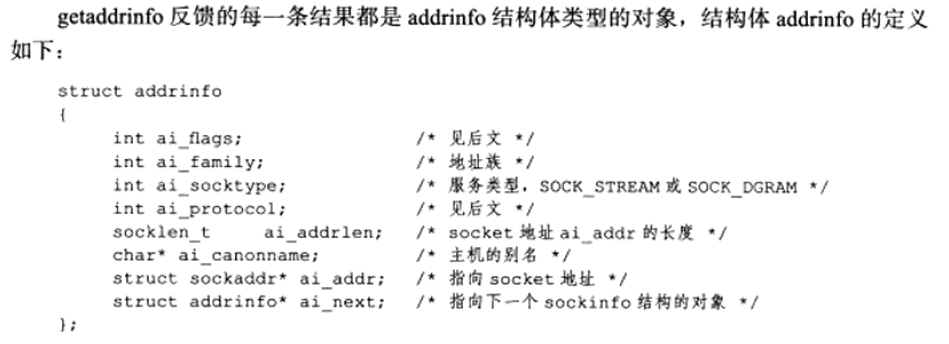 getaddrinfo 反馈的每一条结果都是 addrinfo 结构体类型的对象，结构体 addrinfo 的定义
如下：
struct addrinfo
{
int ai_flags; /* 见后文 */
int ai_family; /* 地址族 */
int ai_socktype; /* 服务类型，SOCK_STREAM 或 SOCK_DGRAM */
int ai_protocol; /* 见后文 */
socklen_t ai_addrlen; /* socket 地址 ai_addr 的长度 */
char* ai_canonname; /* 主机的别名 */
struct sockaddr* ai_addr; /* 指向 socket 地址 */
struct addrinfo* ai_next; /* 指向下一个 sockinfo 结构的对象 */
};